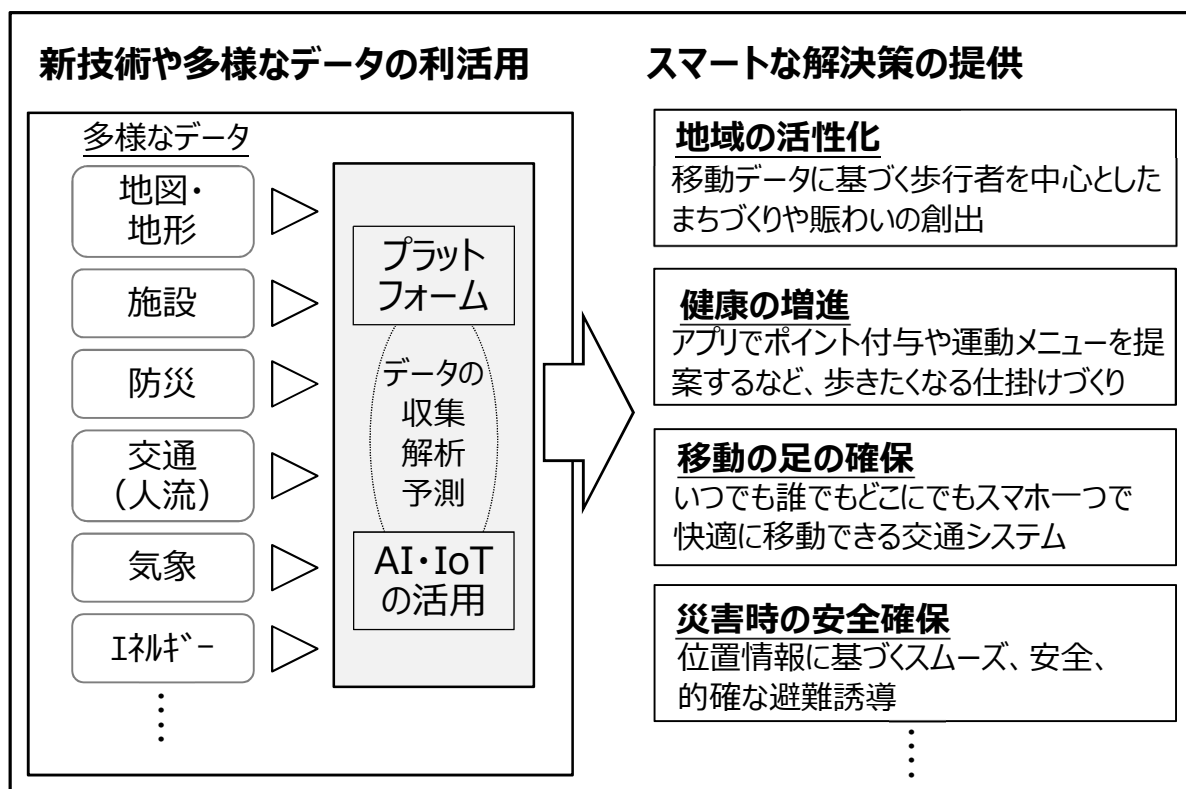 新技術や多様なデータの利活用
多様なデータ
地図・
地形
施設
防災
交通
(人流)
気象
ｴﾈﾙｷﾞｰ
プラット
フォーム
データの
収集
解析
予測
AI・IoT
の活用
スマートな解決策の提供
地域の活性化
移動データに基づく歩行者を中心とした
まちづくりや賑わいの創出
健康の増進
アプリでポイント付与や運動メニューを提
案するなど、歩きたくなる仕掛けづくり
移動の足の確保
いつでも誰でもどこにでもスマホ一つで
快適に移動できる交通システム
災害時の安全確保
位置情報に基づくスムーズ、安全、
的確な避難誘導